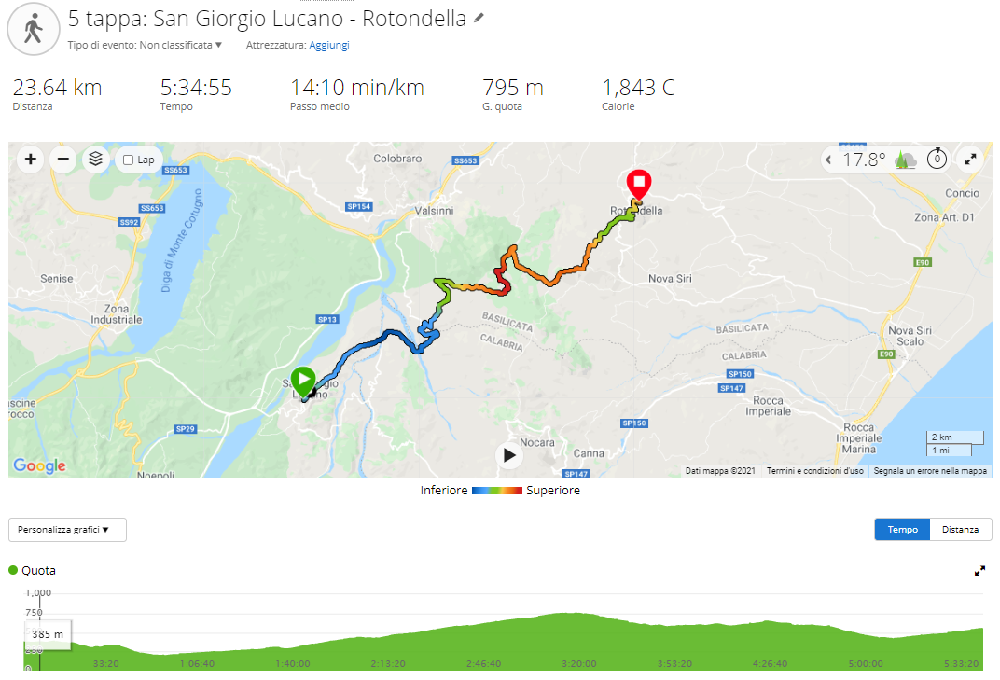 5 tappa: San Giorgio Lucano - Rotondella
Tipo di evento: Non classificata ▼ Attrezzatura: Aggiungi
23.64 km 5:34:55 14:10 min/km 795 m 1,843 C
Distanza Tempo Passo medio G. quota Calorie
+ − Lap 17.8° 0
SS653
Colobraro
SS653
Concio
SS653
SP154
Valsinni
Rotondella
Zona Art. D1
SS92
Diga di Monte Cotugno
E90
Senise
Nova Siri
Zona
Industriale
SP13
BASILICATA
CALABRIA
BASILICATA
CALABRIA
Nova Siri
Scalo
E90
SP150
SP147
San Giorgio
Lucano
Rocca
Imperiale
SP29
SP150
Rocca
Imperiale
Marina
Nocara
Canna
SP147
Noepoli
2 km
1 mi
Google
Dati mappa ©2021 Termini e condizioni d'uso Segnala un errore nella mappa
Inferiore Superiore
Personalizza grafici ▼ Tempo Distanza
Quota
1,000
750
385 m
250
0
33:20 1:06:40 1:40:00 2:13:20 2:46:40 3:20:00 3:53:20 4:26:40 5:00:00 5:33:20